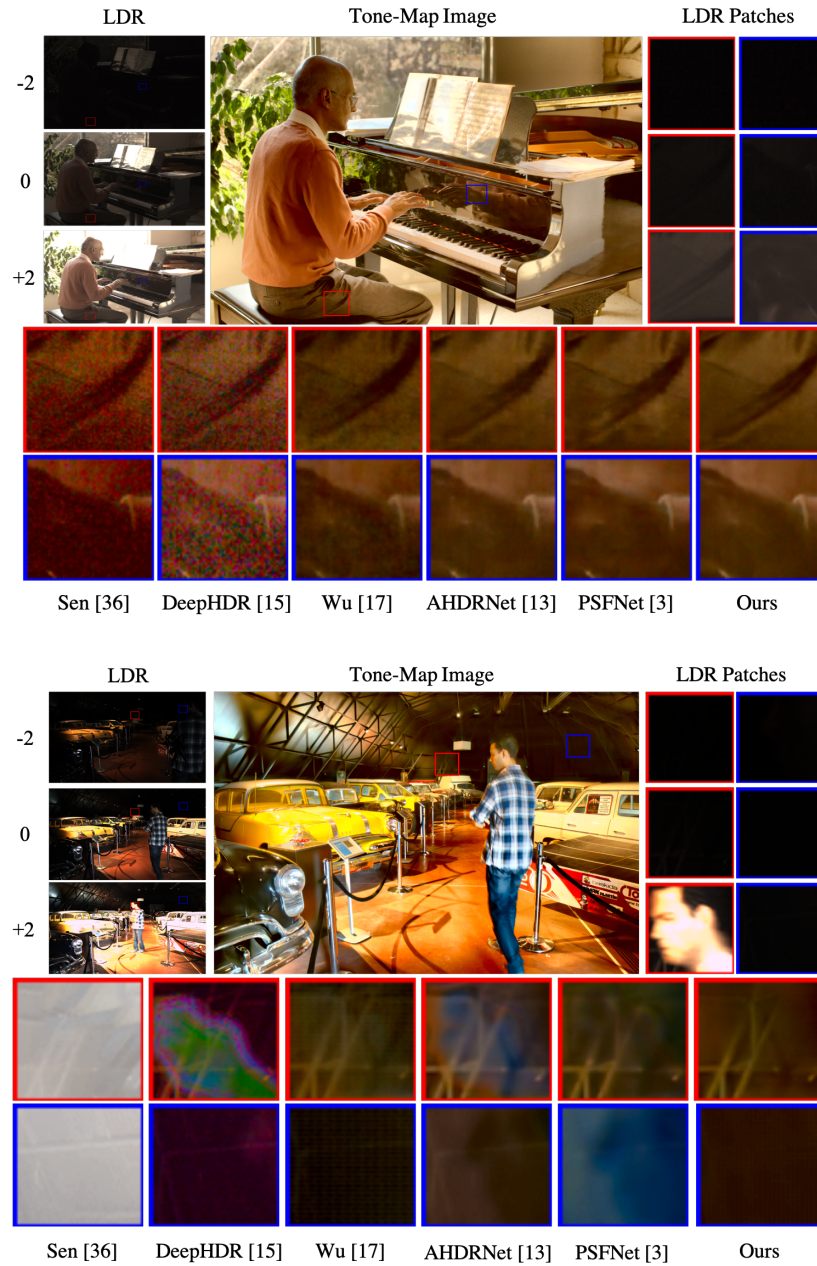 LDR Tone-Map Image LDR Patches
-2
0
+2
Sen [36] DeepHDR [15] Wu [17] AHDRNet [13] PSFNet [3] Ours
LDR Tone-Map Image LDR Patches
-2
0
+2
Sen [36] DeepHDR [15] Wu [17] AHDRNet [13] PSFNet [3] Ours